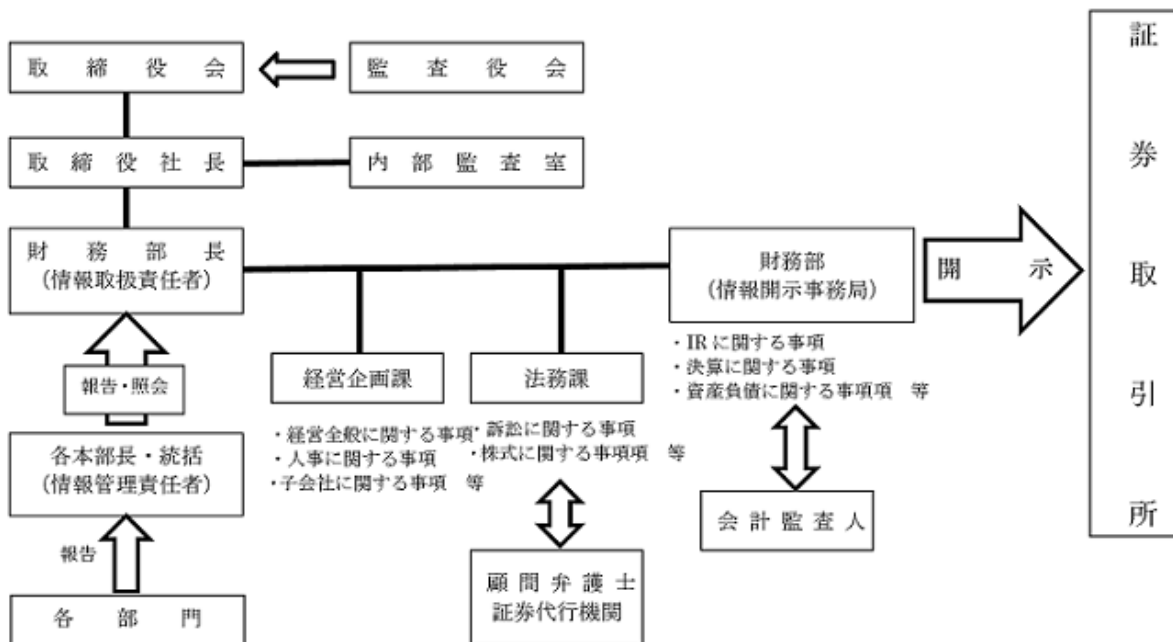 取締役会
監査役会
取締役社長
内部監査室
財務部長
(情報取扱責任者)
財務部
(情報開示事務局)
開示
証券取引所
・IRに関する事項
・決算に関する事項
・資産負債に関する事項項 等
報告・照会
経営企画課
法務課
・経営全般に関する事項
・人事に関する事項
・子会社に関する事項 等
・訴訟に関する事項
・株式に関する事項項 等
各本部長・統括
(情報管理責任者)
会計監査人
報告
顧問弁護士
証券代行機関
各部門